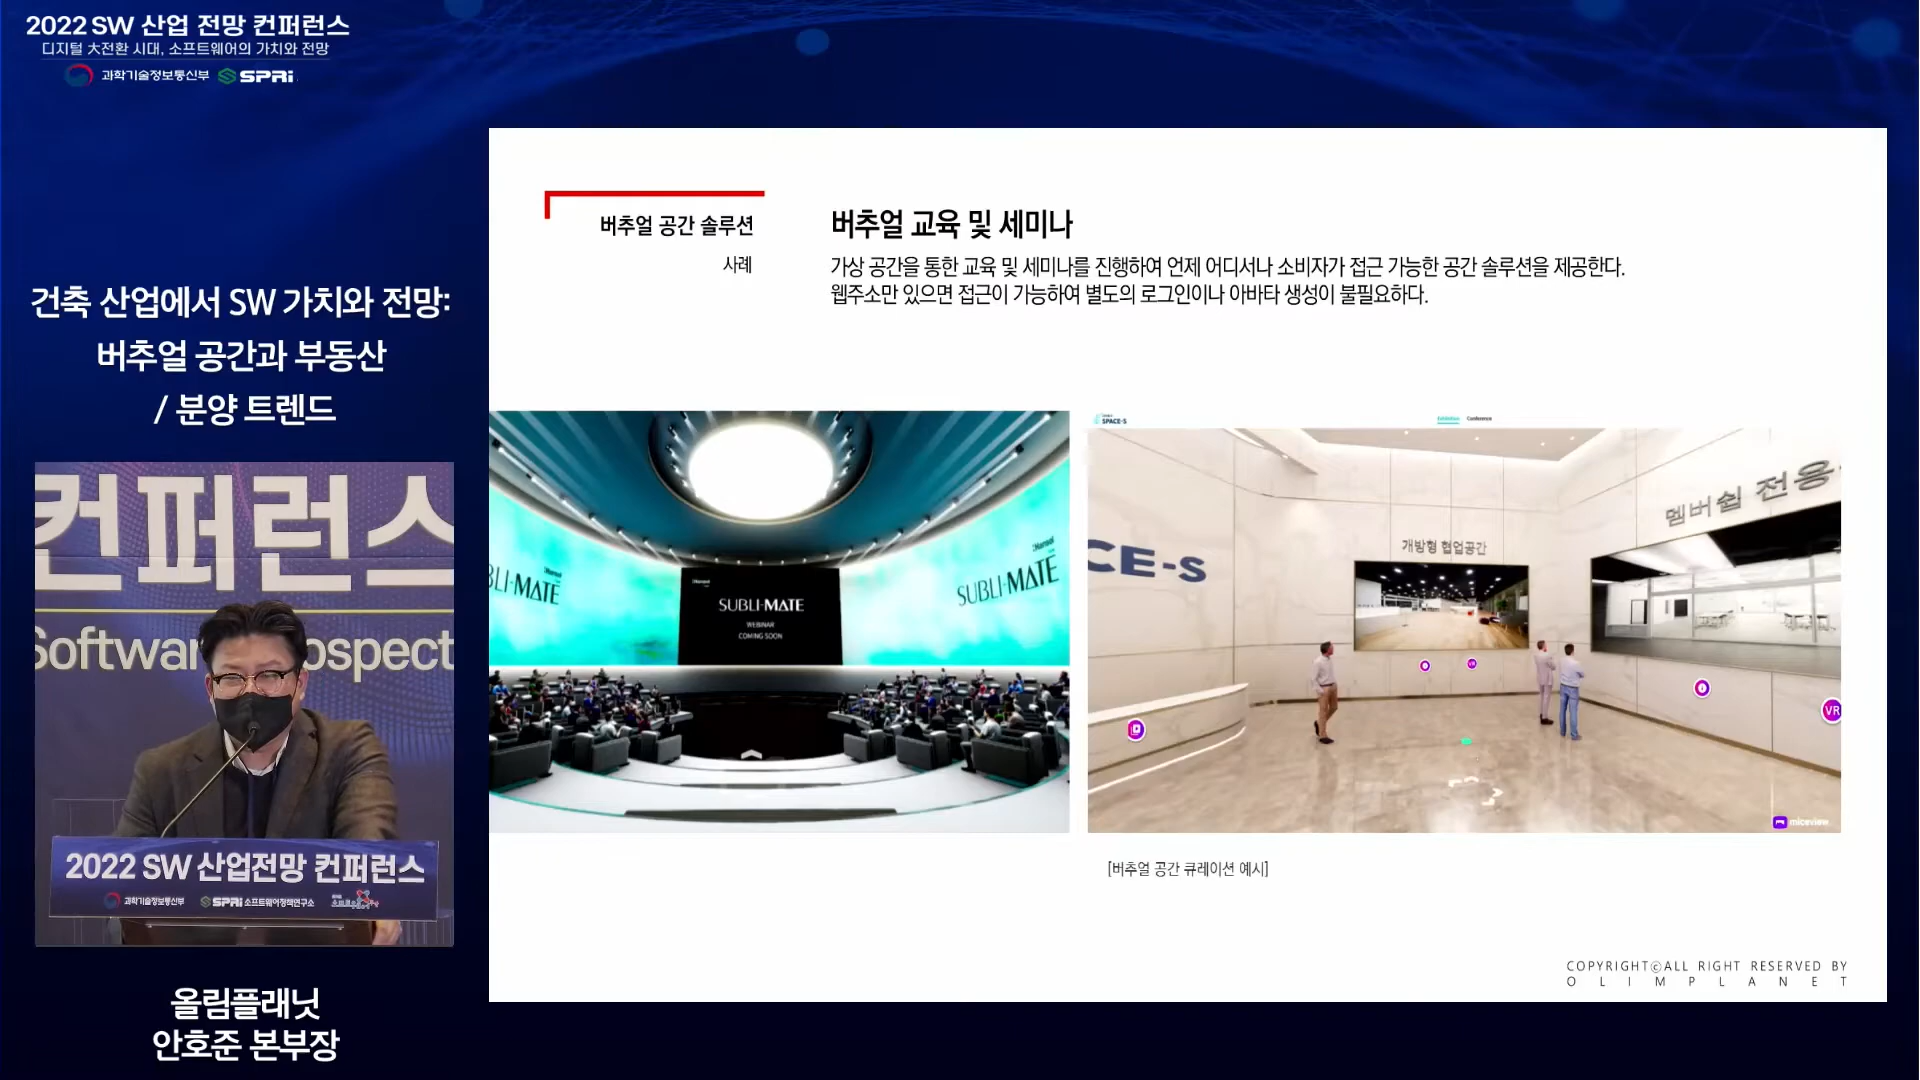 2022 SW 산업 전망 컨퍼런스
디지털 大전환 시대, 소프트웨어의 가치와 전망
과학기술정보통신부 SPRi
건축 산업에서 SW 가치와 전망:
버추얼 공간과 부동산
/ 분양 트렌드
컨퍼런스
Software
ospect
2022 SW 산업전망 컨퍼런스
과학기술정보통신부 SPRi 소프트웨어정책연구소
올림플래닛
안호준 본부장
버추얼 공간 솔루션
사례
버추얼 교육 및 세미나
가상 공간을 통한 교육 및 세미나를 진행하여 언제 어디서나 소비자가 접근 가능한 공간 솔루션을 제공한다.
웹주소만 있으면 접근이 가능하여 별도의 로그인이나 아바타 생성이 불필요하다.
BLI·MATE
SUBLI·MATE
WEBINAR
COMING SOON
SUBLI·MATE
SPACE-S
Exhibition Conference
CE-S
개방형 협업공간
멤버쉽 전용
VR
VR
miceview
[버추얼 공간 큐레이션 예시]
COPYRIGHTⓒALL RIGHT RESERVED BY
OLIMPLANET